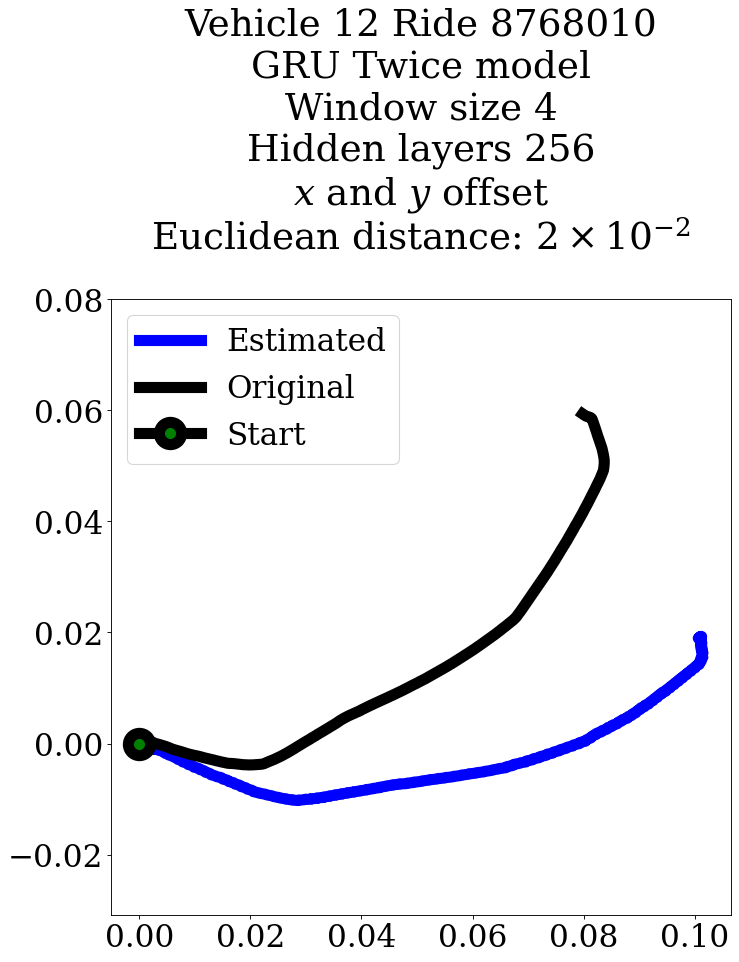 Vehicle 12 Ride 8768010
GRU Twice model
Window size 4
Hidden layers 256
x and y offset
Euclidean distance: 2 × 10⁻²
0.08
0.06
0.04
0.02
0.00
−0.02
Estimated
Original
Start
0.00 0.02 0.04 0.06 0.08 0.10